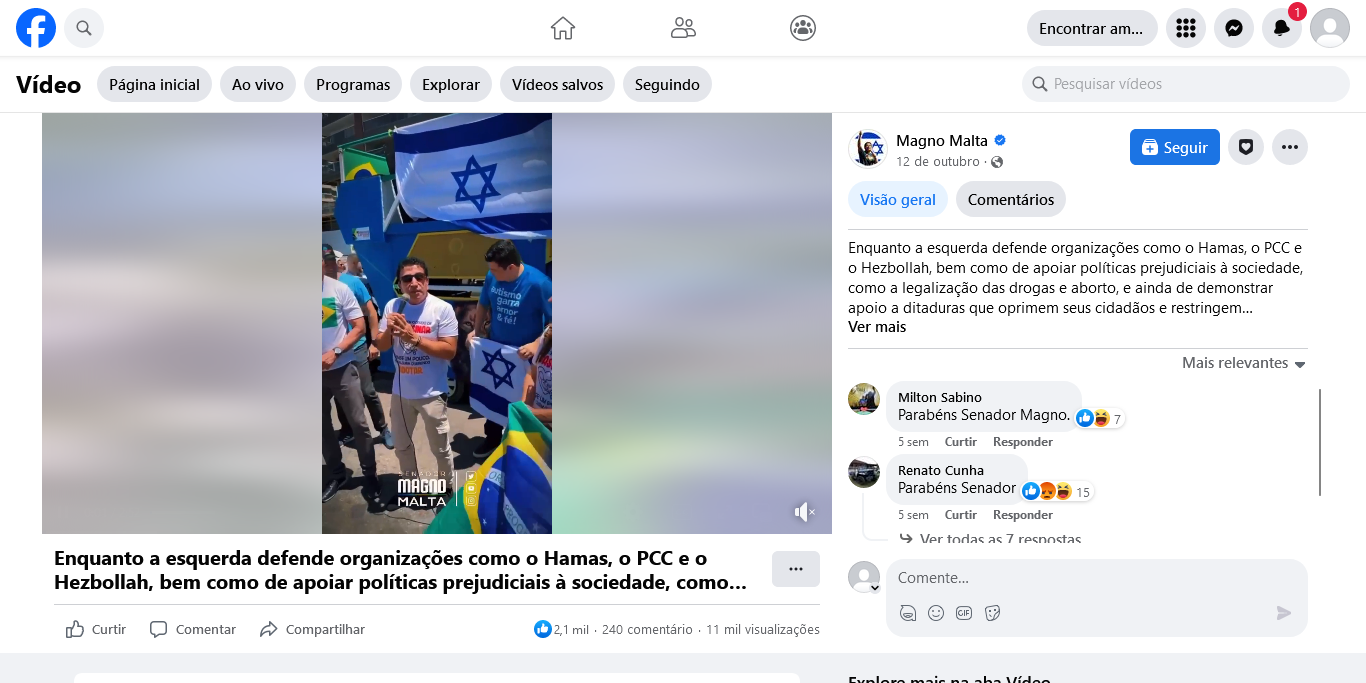 Encontrar am...
1
Vídeo
Página inicial
Ao vivo
Programas
Explorar
Vídeos salvos
Seguindo
Pesquisar vídeos
autismo
garra
amor
& fé!
SENADOR
MAGNO
MALTA
Enquanto a esquerda defende organizações como o Hamas, o PCC e o
Hezbollah, bem como de apoiar políticas prejudiciais à sociedade, como...
Curtir
Comentar
Compartilhar
2,1 mil · 240 comentário · 11 mil visualizações
Magno Malta
12 de outubro ·
Seguir
Visão geral
Comentários
Enquanto a esquerda defende organizações como o Hamas, o PCC e
o Hezbollah, bem como de apoiar políticas prejudiciais à sociedade,
como a legalização das drogas e aborto, e ainda de demonstrar
apoio a ditaduras que oprimem seus cidadãos e restringem...
Ver mais
Mais relevantes
Milton Sabino
Parabéns Senador Magno.
7
5 sem Curtir Responder
Renato Cunha
Parabéns Senador
15
5 sem Curtir Responder
Ver todas as 7 respostas
Comente...
GIF
Explore mais na aba Vídeo